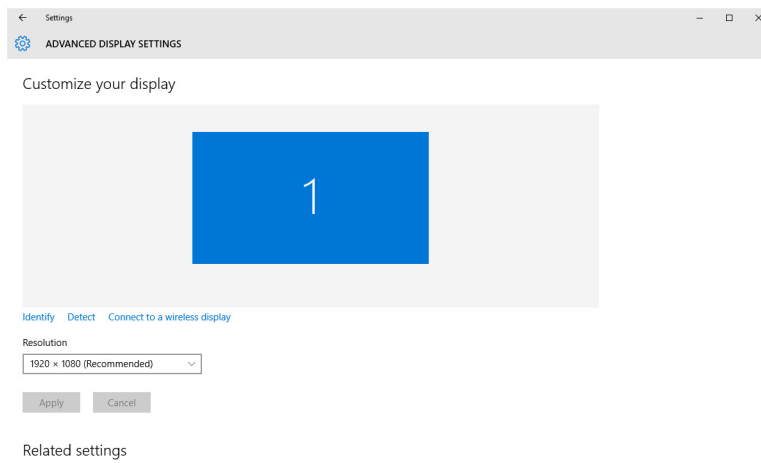 Settings
ADVANCED DISPLAY SETTINGS
Customize your display
1
Identify Detect Connect to a wireless display
Resolution
1920 × 1080 (Recommended)
Apply Cancel
Related settings